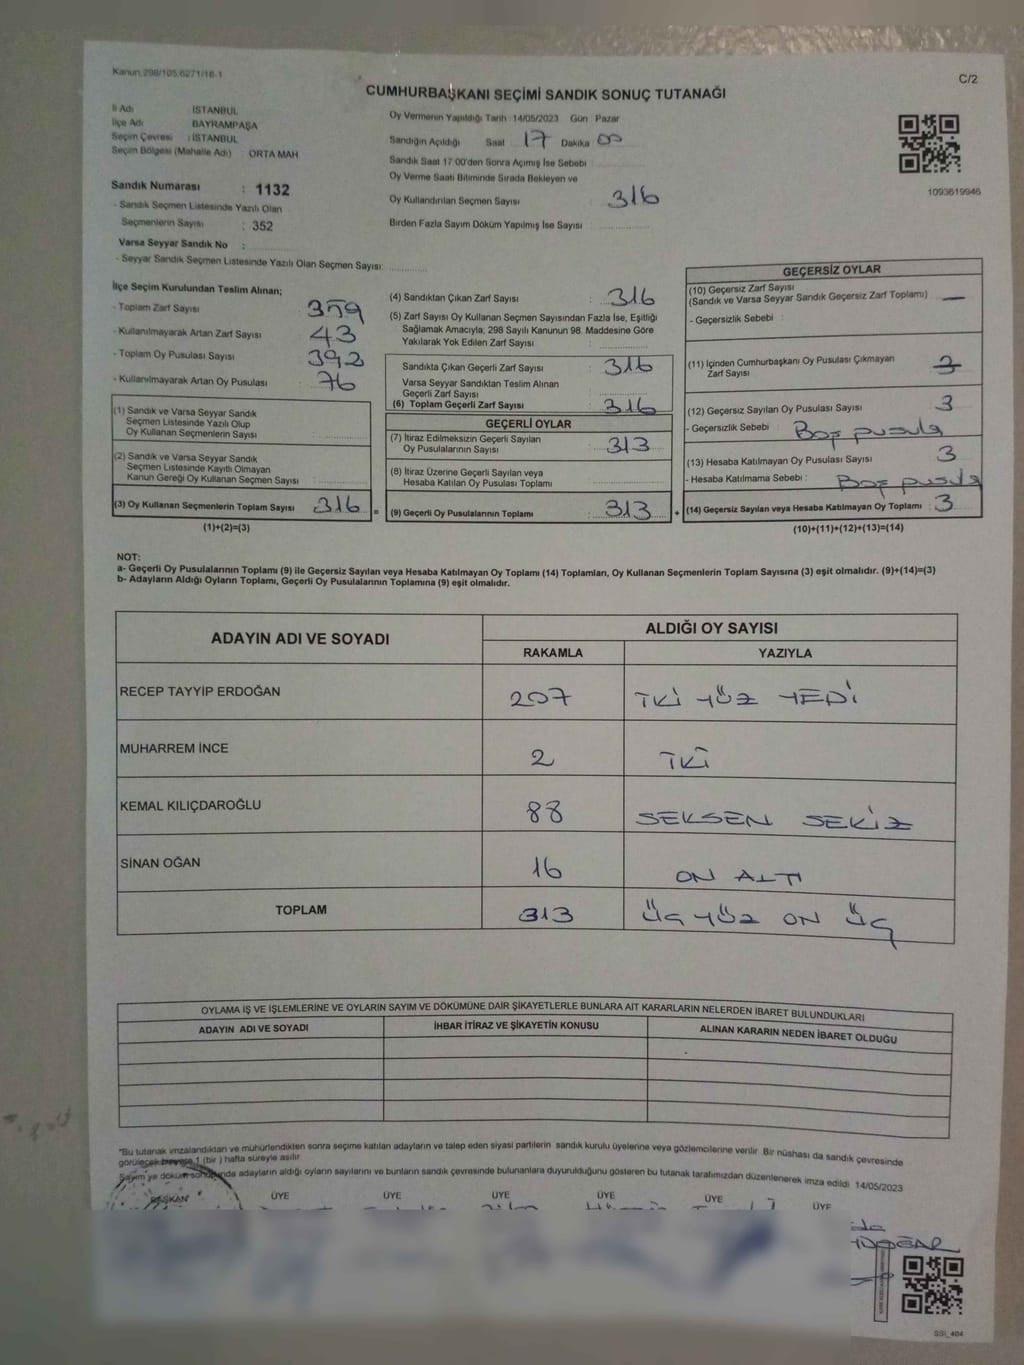 Kanun 298/105,6271/18-1
C/2
CUMHURBAŞKANI SEÇİMİ SANDIK SONUÇ TUTANAĞI
İl Adı : İSTANBUL
İlçe Adı : BAYRAMPAŞA
Seçim Çevresi : İSTANBUL
Seçim Bölgesi (Mahalle Adı) : ORTA MAH
Sandık Numarası : 1132
- Sandık Seçmen Listesinde Yazılı Olan
Seçmenlerin Sayısı : 352
Varsa Seyyar Sandık No :
- Seyyar Sandık Seçmen Listesinde Yazılı Olan Seçmen Sayısı:
Oy Vermenin Yapıldığı Tarih 14/05/2023 Gün Pazar
Sandığın Açıldığı Saat 17 Dakika 00
Sandık Saat 17:00'den Sonra Açılmış İse Sebebi
Oy Verme Saati Bitiminde Sırada Bekleyen ve
Oy Kullandırılan Seçmen Sayısı : 316
Birden Fazla Sayım Döküm Yapılmış İse Sayısı :
1093619946
İlçe Seçim Kurulundan Teslim Alınan;
- Toplam Zarf Sayısı : 359
- Kullanılmayarak Artan Zarf Sayısı : 43
- Toplam Oy Pusulası Sayısı : 392
- Kullanılmayarak Artan Oy Pusulası : 76
(1) Sandık ve Varsa Seyyar Sandık
Seçmen Listesinde Yazılı Olup
Oy Kullanan Seçmenlerin Sayısı :
(2) Sandık ve Varsa Seyyar Sandık
Seçmen Listesinde Kayıtlı Olmayan
Kanun Gereği Oy Kullanan Seçmen Sayısı :
(3) Oy Kullanan Seçmenlerin Toplam Sayısı : 316 =
(1)+(2)=(3)
(4) Sandıktan Çıkan Zarf Sayısı : 316
(5) Zarf Sayısı Oy Kullanan Seçmen Sayısından Fazla İse, Eşitliği
Sağlamak Amacıyla; 298 Sayılı Kanunun 98. Maddesine Göre
Yakılarak Yok Edilen Zarf Sayısı :
Sandıkta Çıkan Geçerli Zarf Sayısı : 316
Varsa Seyyar Sandıktan Teslim Alınan
Geçerli Zarf Sayısı :
(6) Toplam Geçerli Zarf Sayısı : 316
GEÇERLİ OYLAR
(7) İtiraz Edilmeksizin Geçerli Sayılan
Oy Pusulalarının Sayısı : 313
(8) İtiraz Üzerine Geçerli Sayılan veya
Hesaba Katılan Oy Pusulası Toplamı :
(9) Geçerli Oy Pusulalarının Toplamı : 313 +
GEÇERSİZ OYLAR
(10) Geçersiz Zarf Sayısı
(Sandık ve Varsa Seyyar Sandık Geçersiz Zarf Toplamı) : —
- Geçersizlik Sebebi :
(11) İçinden Cumhurbaşkanı Oy Pusulası Çıkmayan
Zarf Sayısı
(12) Geçersiz Sayılan Oy Pusulası Sayısı : 3
- Geçersizlik Sebebi : Boş pusula
(13) Hesaba Katılmayan Oy Pusulası Sayısı : 3
- Hesaba Katılmama Sebebi : Boş pusula
(14) Geçersiz Sayılan veya Hesaba Katılmayan Oy Toplamı : 3
(10)+(11)+(12)+(13)=(14)
NOT:
a- Geçerli Oy Pusulalarının Toplamı (9) ile Geçersiz Sayılan veya Hesaba Katılmayan Oy Toplamı (14) Toplamları, Oy Kullanan Seçmenlerin Toplam Sayısına (3) eşit olmalıdır. (9)+(14)=(3)
b- Adayların Aldığı Oyların Toplamı, Geçerli Oy Pusulalarının Toplamına (9) eşit olmalıdır.
ADAYIN ADI VE SOYADI
ALDIĞI OY SAYISI
RAKAMLA YAZIYLA
RECEP TAYYİP ERDOĞAN 207 İKİ YÜZ YEDİ
MUHARREM İNCE 2 İKİ
KEMAL KILIÇDAROĞLU 88 SEKSEN SEKİZ
SİNAN OĞAN 16 ON ALTI
TOPLAM 313 ÜÇ YÜZ ON ÜÇ
OYLAMA İŞ VE İŞLEMLERİNE VE OYLARIN SAYIM VE DÖKÜMÜNE DAİR ŞİKAYETLERLE BUNLARA AİT KARARLARIN NELERDEN İBARET BULUNDUKLARI
ADAYIN ADI VE SOYADI İHBAR İTİRAZ VE ŞİKAYETİN KONUSU ALINAN KARARIN NEDEN İBARET OLDUĞU
"Bu tutanak imzalandıktan ve mühürlendikten sonra seçime katılan adayların ve talep eden siyasi partilerin sandık kurulu üyelerine veya gözlemcilerine verilir. Bir nüshası da sandık çevresinde
görülecek bir yere 1 (bir) hafta süreyle asılır
Sayım ve döküm sonucunda adayların aldığı oyların sayılarını ve bunların sandık çevresinde bulunanlara duyurulduğunu gösteren bu tutanak tarafımızdan düzenlenerek imza edildi 14/05/2023
BAŞKAN ÜYE ÜYE ÜYE ÜYE ÜYE ÜYE
SSI_404